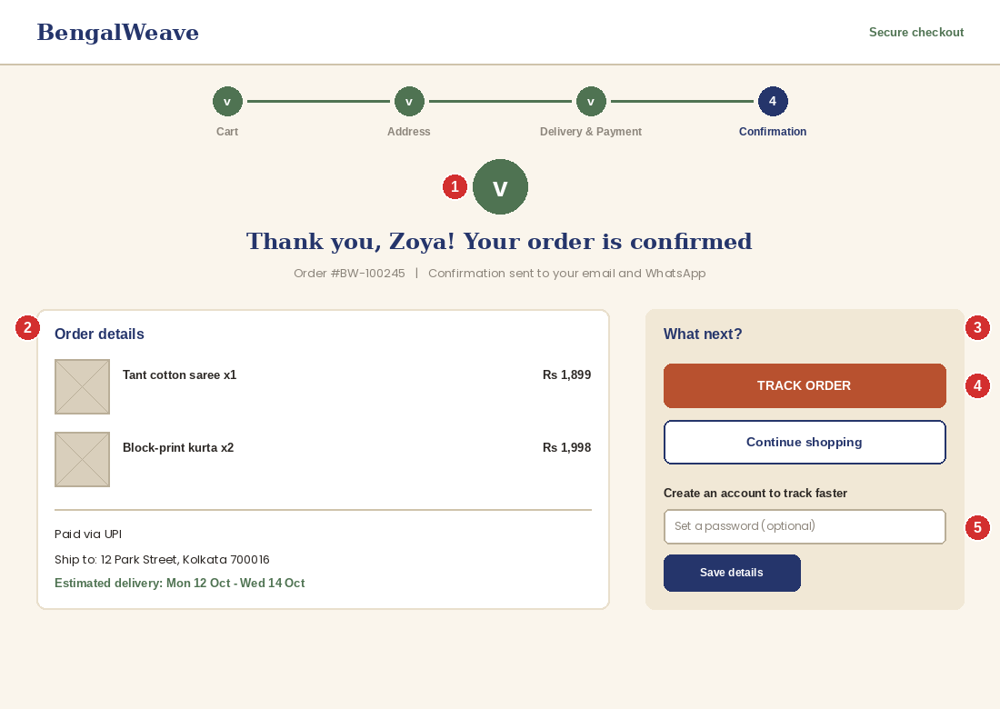 BengalWeave
Secure checkout
v
v
v
4
Cart
Address
Delivery & Payment
Confirmation
1
v
Thank you, Zoya! Your order is confirmed
Order #BW-100245 | Confirmation sent to your email and WhatsApp
2
Order details
Tant cotton saree x1
Rs 1,899
Block-print kurta x2
Rs 1,998
Paid via UPI
Ship to: 12 Park Street, Kolkata 700016
Estimated delivery: Mon 12 Oct - Wed 14 Oct
What next?
3
TRACK ORDER
4
Continue shopping
Create an account to track faster
Set a password (optional)
5
Save details